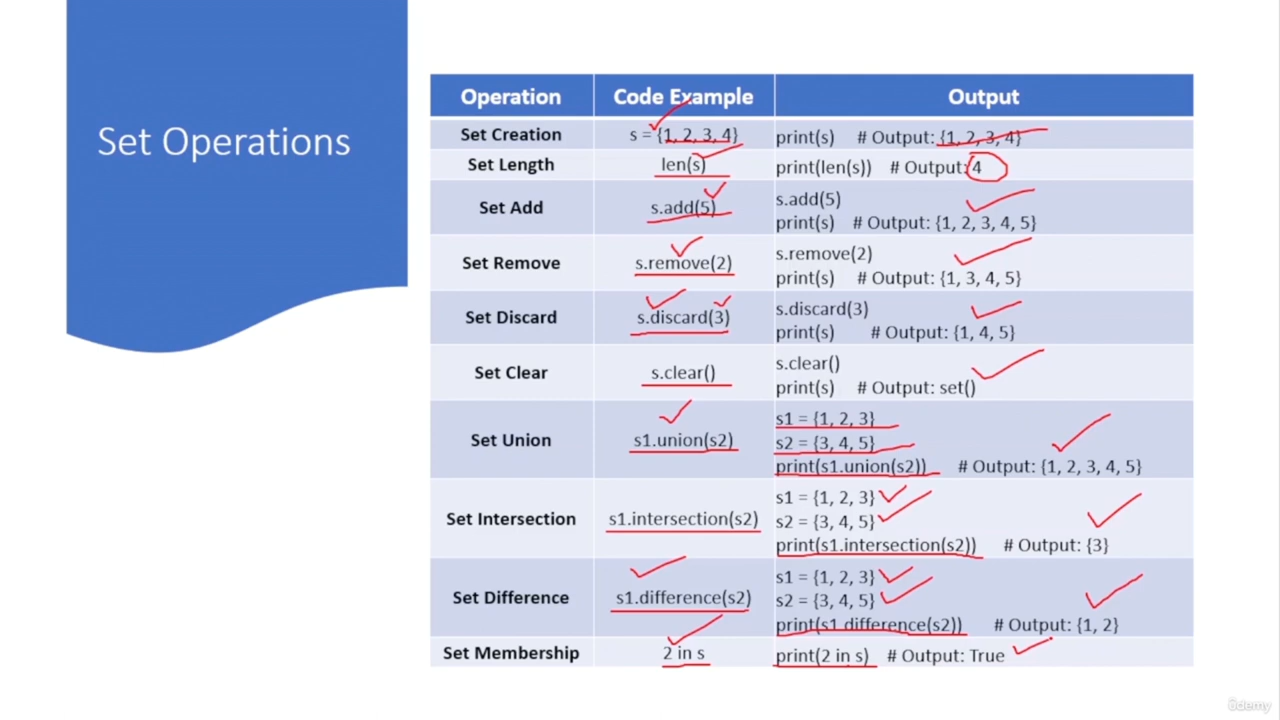 Set Operations
Operation Code Example Output
Set Creation s = {1, 2, 3, 4} print(s) # Output: {1, 2, 3, 4}
Set Length len(s) print(len(s)) # Output: 4
Set Add s.add(5) s.add(5)
print(s) # Output: {1, 2, 3, 4, 5}
Set Remove s.remove(2) s.remove(2)
print(s) # Output: {1, 3, 4, 5}
Set Discard s.discard(3) s.discard(3)
print(s) # Output: {1, 4, 5}
Set Clear s.clear() s.clear()
print(s) # Output: set()
Set Union s1.union(s2) s1 = {1, 2, 3}
s2 = {3, 4, 5}
print(s1.union(s2)) # Output: {1, 2, 3, 4, 5}
Set Intersection s1.intersection(s2) s1 = {1, 2, 3}
s2 = {3, 4, 5}
print(s1.intersection(s2)) # Output: {3}
Set Difference s1.difference(s2) s1 = {1, 2, 3}
s2 = {3, 4, 5}
print(s1.difference(s2)) # Output: {1, 2}
Set Membership 2 in s print(2 in s) # Output: True
ûdemy